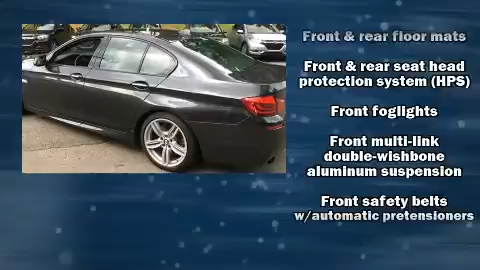 Front & rear floor mats
Front & rear seat head
protection system (HPS)
Front foglights
Front multi-link
double-wishbone
aluminum suspension
Front safety belts
w/automatic pretensioners